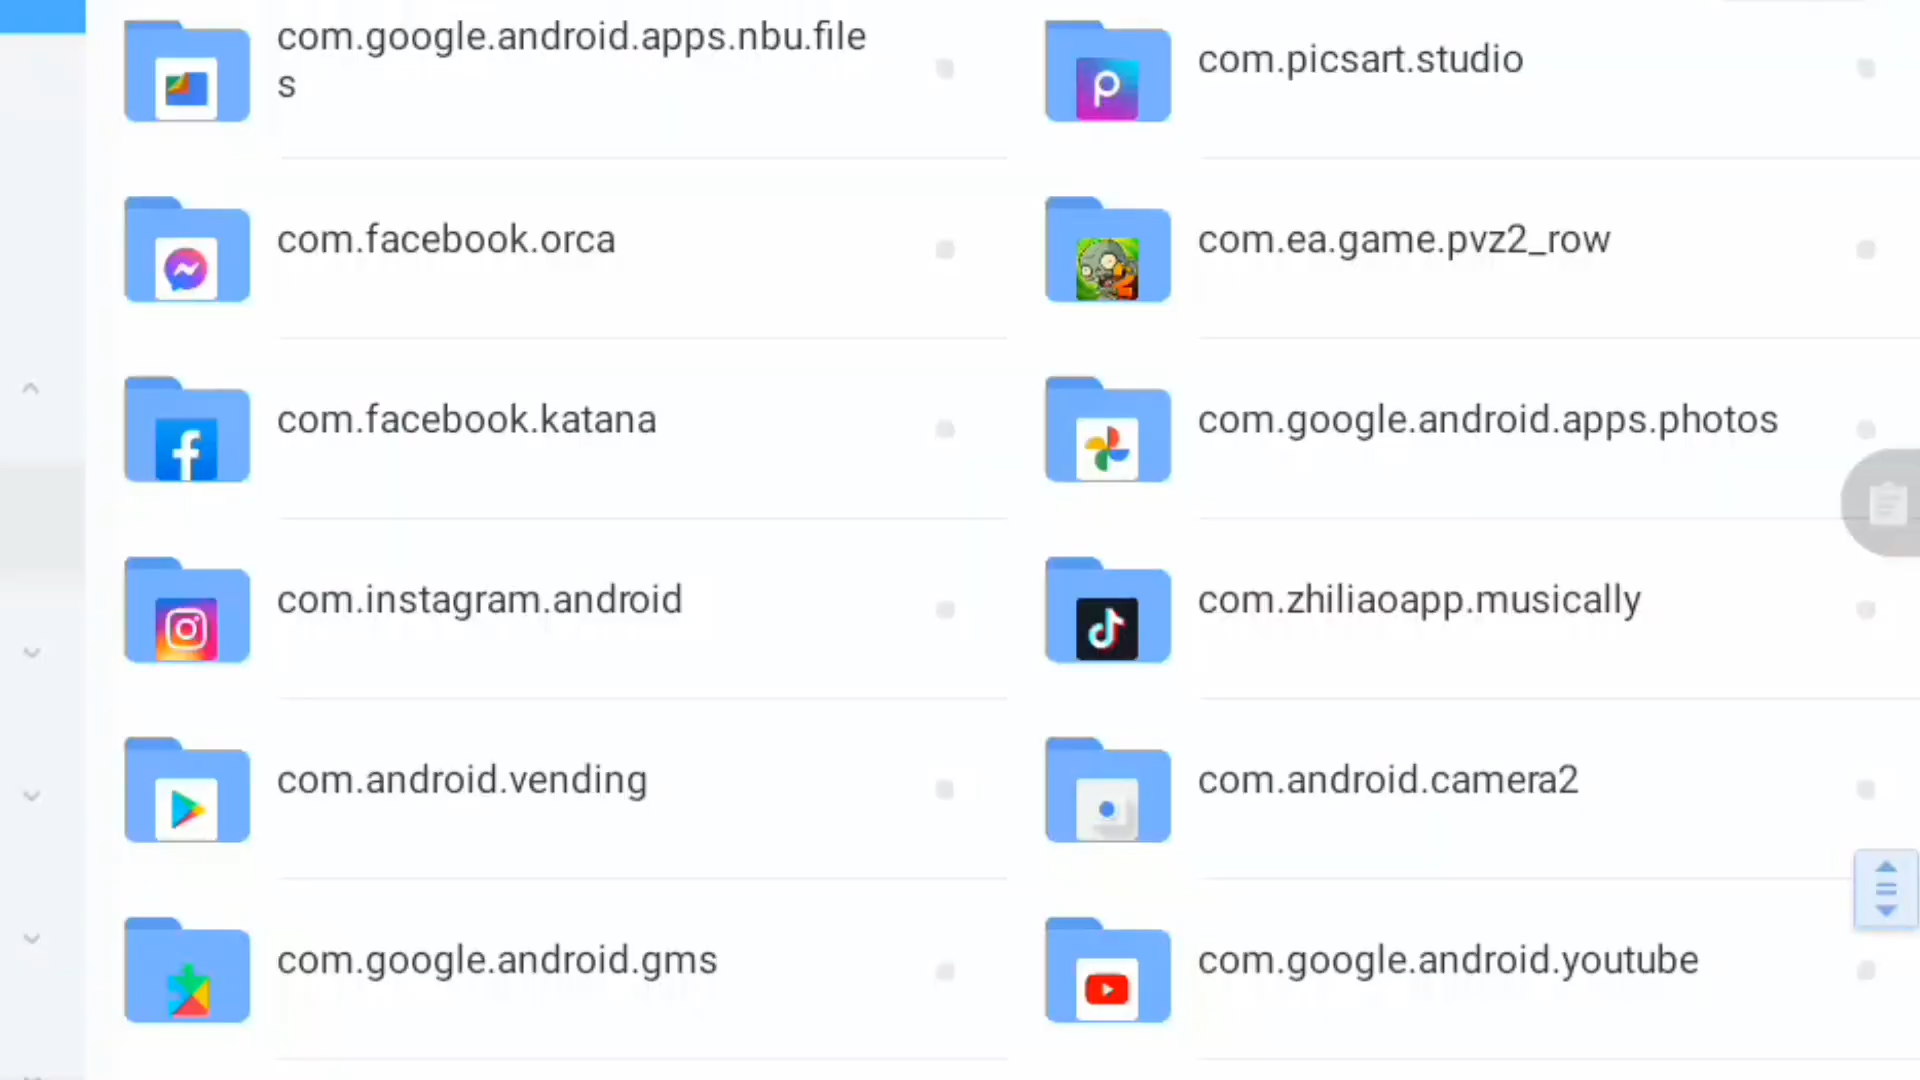 com.google.android.apps.nbu.file
s
com.picsart.studio
com.facebook.orca
com.ea.game.pvz2_row
com.facebook.katana
com.google.android.apps.photos
com.instagram.android
com.zhiliaoapp.musically
com.android.vending
com.android.camera2
com.google.android.gms
com.google.android.youtube